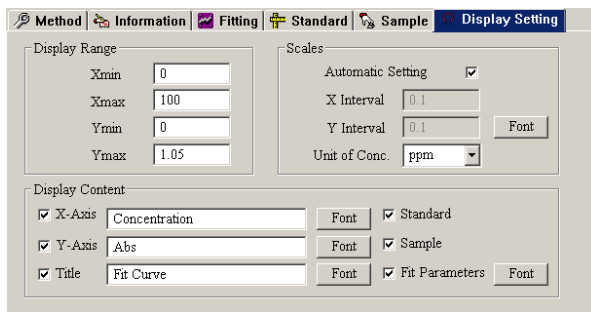 Method Information Fitting Standard Sample Display Setting
Display Range
Xmin 0
Xmax 100
Ymin 0
Ymax 1.05
Scales
Automatic Setting
X Interval 0.1
Y Interval 0.1 Font
Unit of Conc. ppm
Display Content
X-Axis Concentration Font Standard
Y-Axis Abs Font Sample
Title Fit Curve Font Fit Parameters Font